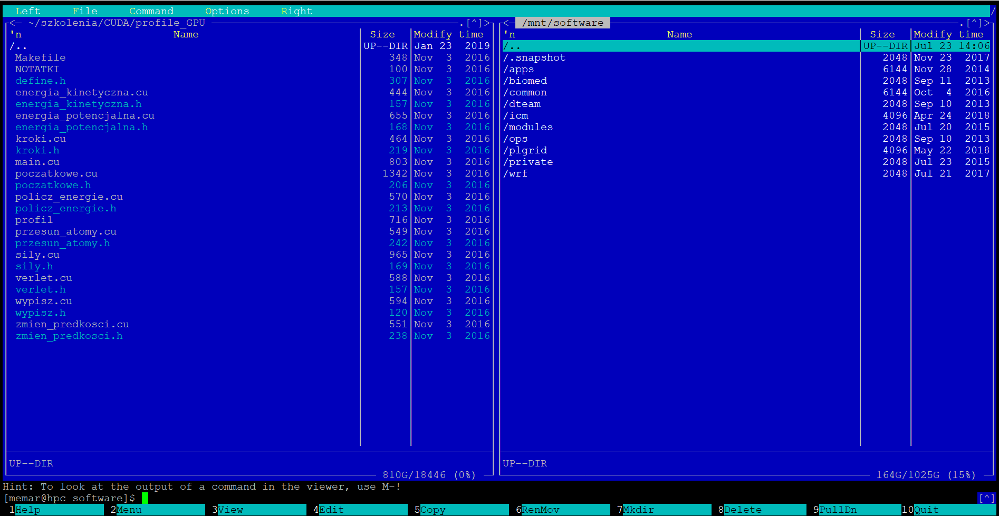 Left File Command Options Right /
<─ ~/szkolenia/CUDA/profile_GPU .[^]>
'n Name Size Modify time
/.. UP--DIR Jan 23 2019
Makefile 348 Nov 3 2016
NOTATKI 100 Nov 3 2016
define.h 307 Nov 3 2016
energia_kinetyczna.cu 444 Nov 3 2016
energia_kinetyczna.h 157 Nov 3 2016
energia_potencjalna.cu 655 Nov 3 2016
energia_potencjalna.h 168 Nov 3 2016
kroki.cu 464 Nov 3 2016
kroki.h 219 Nov 3 2016
main.cu 803 Nov 3 2016
poczatkowe.cu 1342 Nov 3 2016
poczatkowe.h 206 Nov 3 2016
policz_energie.cu 570 Nov 3 2016
policz_energie.h 213 Nov 3 2016
profil 716 Nov 3 2016
przesun_atomy.cu 549 Nov 3 2016
przesun_atomy.h 242 Nov 3 2016
sily.cu 965 Nov 3 2016
sily.h 169 Nov 3 2016
verlet.cu 588 Nov 3 2016
verlet.h 157 Nov 3 2016
wypisz.cu 594 Nov 3 2016
wypisz.h 120 Nov 3 2016
zmien_predkosci.cu 551 Nov 3 2016
zmien_predkosci.h 238 Nov 3 2016
UP--DIR
810G/18446 (0%)
<─ /mnt/software .[^]>
'n Name Size Modify time
/.. UP--DIR Jul 23 14:06
/.snapshot 2048 Nov 23 2017
/apps 6144 Nov 28 2014
/biomed 2048 Sep 11 2013
/common 6144 Oct 4 2016
/dteam 2048 Sep 10 2013
/icm 4096 Apr 24 2018
/modules 2048 Jul 20 2015
/ops 2048 Sep 10 2013
/plgrid 4096 May 22 2018
/private 2048 Jul 23 2015
/wrf 2048 Jul 21 2017
UP--DIR
164G/1025G (15%)
Hint: To look at the output of a command in the viewer, use M-!
[memar@hpc software]$ [^]
1Help 2Menu 3View 4Edit 5Copy 6RenMov 7Mkdir 8Delete 9PullDn 10Quit